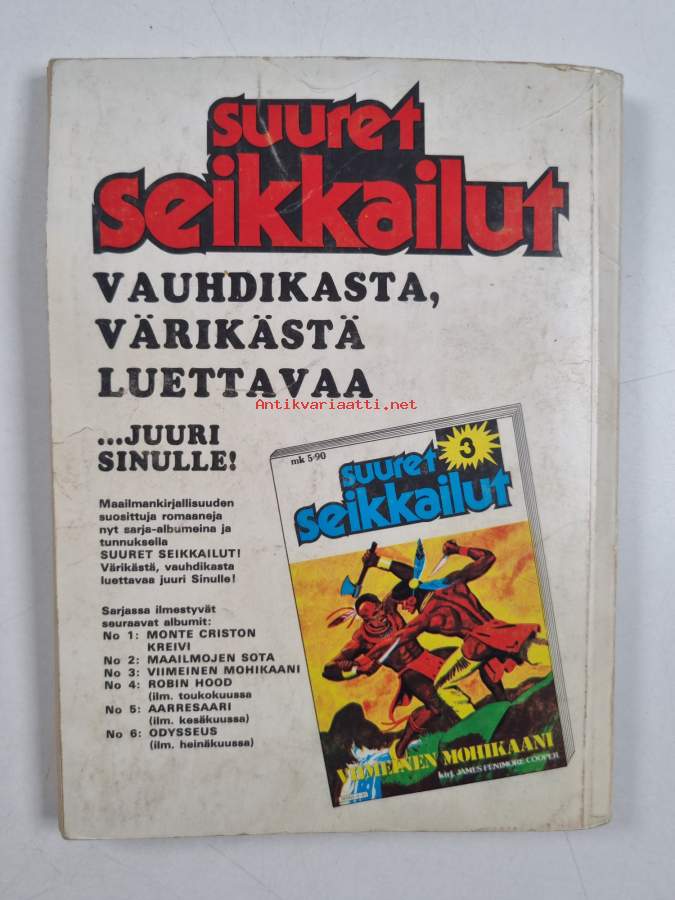 suuret
seikkailut
VAUHDIKASTA,
VÄRIKÄSTÄ
LUETTAVAA
Antikvariaatti.net
...JUURI
SINULLE!
Maailmankirjallisuuden
suosittuja romaaneja
nyt sarja-albumeina ja
tunnuksella
SUURET SEIKKAILUT!
Värikästä, vauhdikasta
luettavaa juuri Sinulle!
Sarjassa ilmestyvät
seuraavat albumit:
No 1: MONTE CRISTON
KREIVI
No 2: MAAILMOJEN SOTA
No 3: VIIMEINEN MOHIKAANI
No 4: ROBIN HOOD
(ilm. toukokuussa
No 5: AARRESAARI
(ilm. kesäkuussa)
No 6: ODYSSEUS
(ilm. heinäkuussa)
mk 5-90
3
suuret
seikkailut
VIIMEINEN MOHIKAANI
kirj. JAMES FENIMORE COOPER